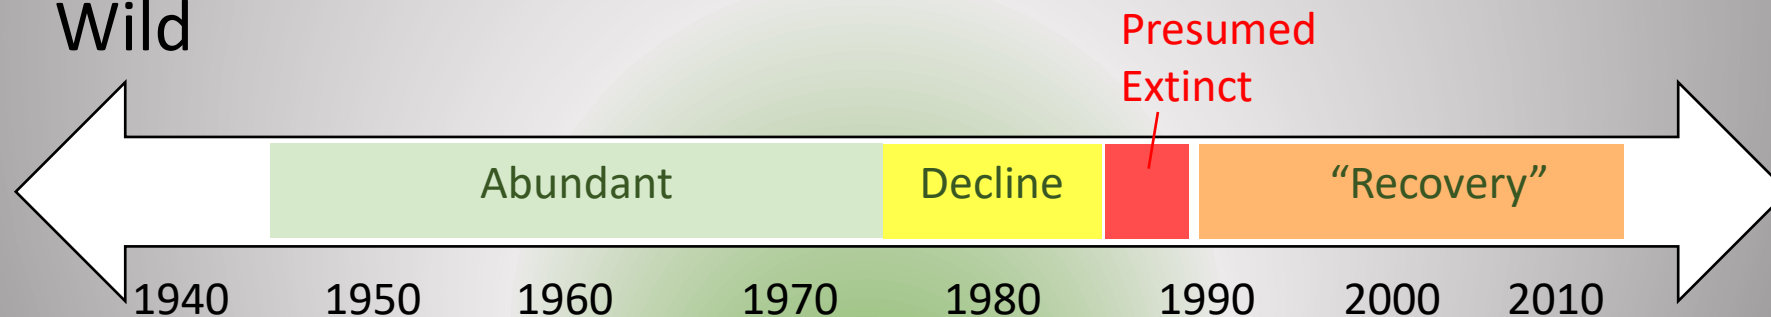 Wild
Presumed
Extinct
Abundant
Decline
“Recovery”
1940 1950 1960 1970 1980 1990 2000 2010